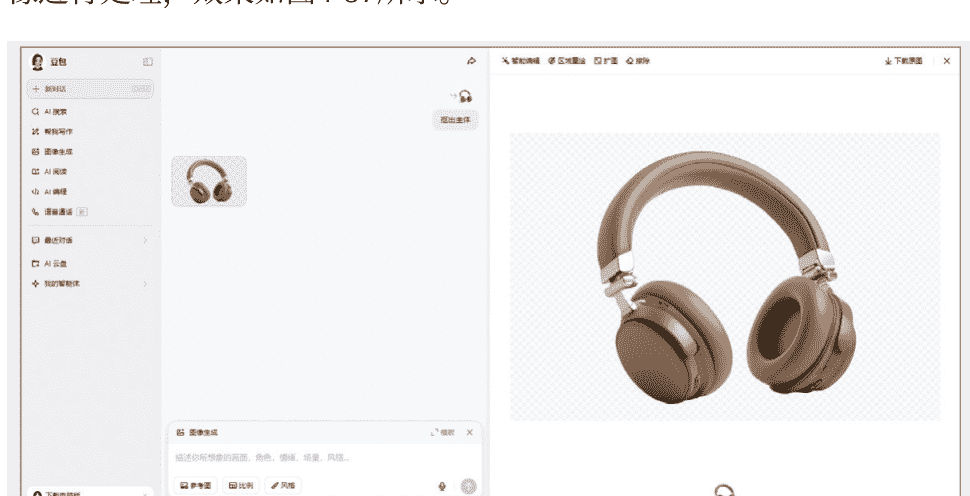 豆包
新对话
AI 搜索
帮我写作
图像生成
AI 阅读
AI 编程
语音通话
最近对话
AI 云盘
我的智能体
抠出主体
图像生成
模板
描述你所想象的画面，角色，情绪，场景，风格...
参考图 比例 风格
智能编辑 区域重绘 扩图 擦除
下载原图